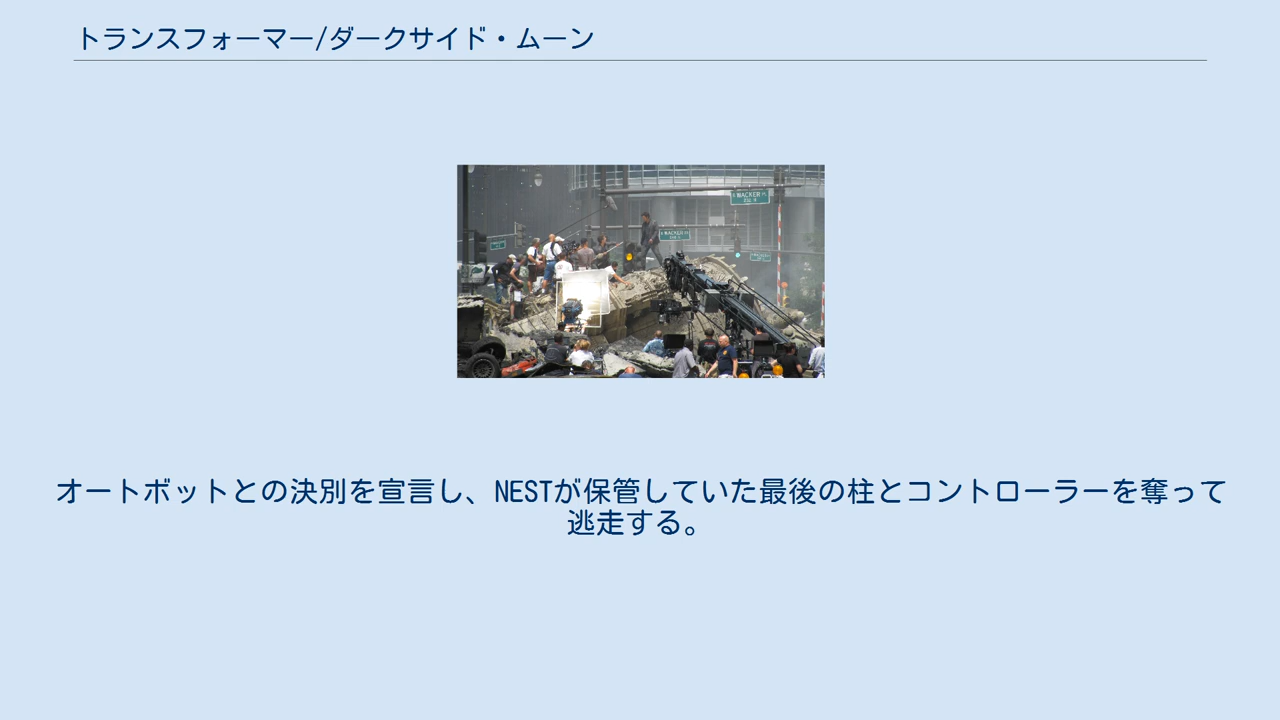 トランスフォーマー/ダークサイド・ムーン
WACKER
WACKER
オートボットとの決別を宣言し、NESTが保管していた最後の柱とコントローラーを奪って
逃走する。